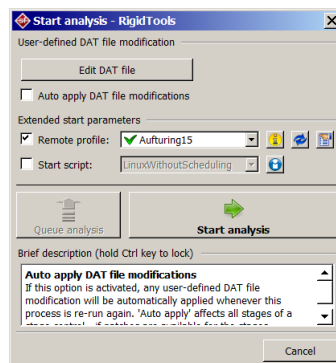 Start analysis - RigidTools
User-defined DAT file modification
Edit DAT file
Auto apply DAT file modifications
Extended start parameters
Remote profile:
Aufturing15
Start script:
LinuxWithoutScheduling
Queue analysis
Start analysis
Brief description (hold Ctrl key to lock)
Auto apply DAT file modifications
If this option is activated, any user-defined DAT file
modification will be automatically applied whenever this
process is re-run again. 'Auto apply' affects all stages of a
Cancel